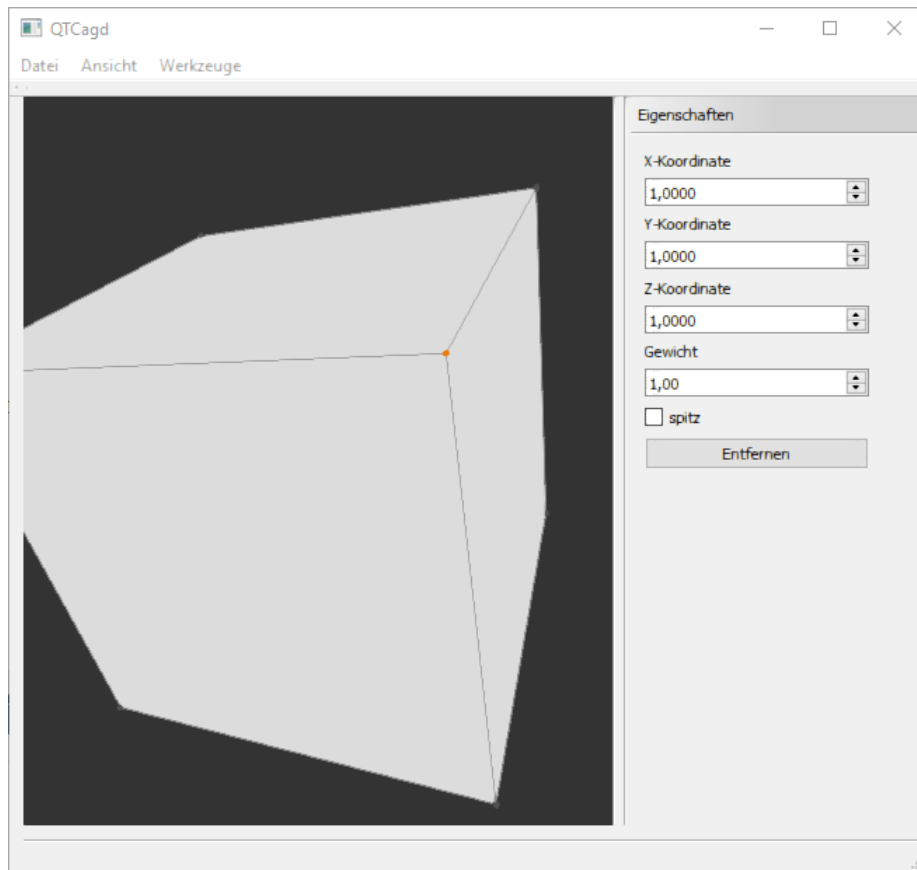 QTCagd
Datei Ansicht Werkzeuge
Eigenschaften
X-Koordinate
1,0000
Y-Koordinate
1,0000
Z-Koordinate
1,0000
Gewicht
1,00
spitz
Entfernen